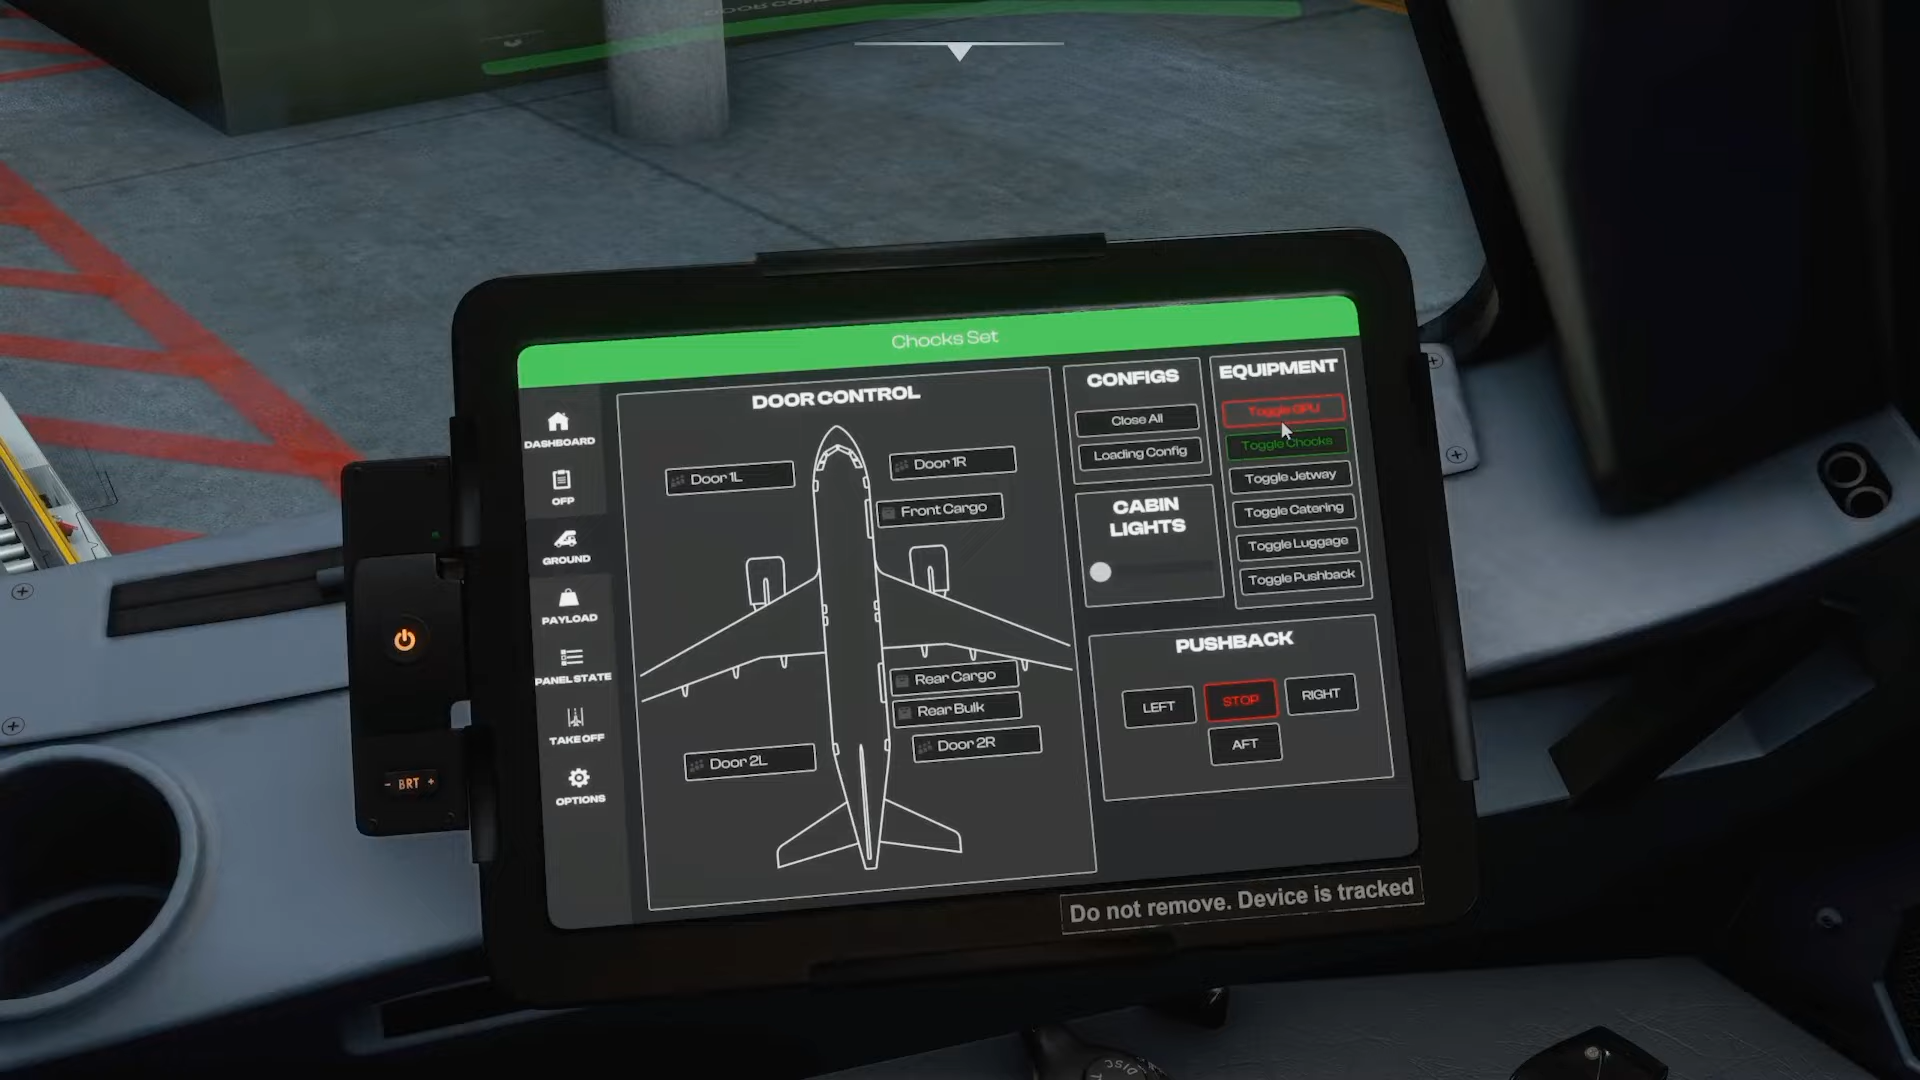 Chocks Set
DASHBOARD
OFP
GROUND
PAYLOAD
PANEL STATE
TAKE OFF
OPTIONS
DOOR CONTROL
Door 1L
Door 1R
Front Cargo
Rear Cargo
Rear Bulk
Door 2L
Door 2R
CONFIGS
Close All
Loading Config
CABIN
LIGHTS
EQUIPMENT
Toggle GPU
Toggle Chocks
Toggle Jetway
Toggle Catering
Toggle Luggage
Toggle Pushback
PUSHBACK
LEFT
STOP
RIGHT
AFT
- BRT +
Do not remove. Device is tracked
DISC